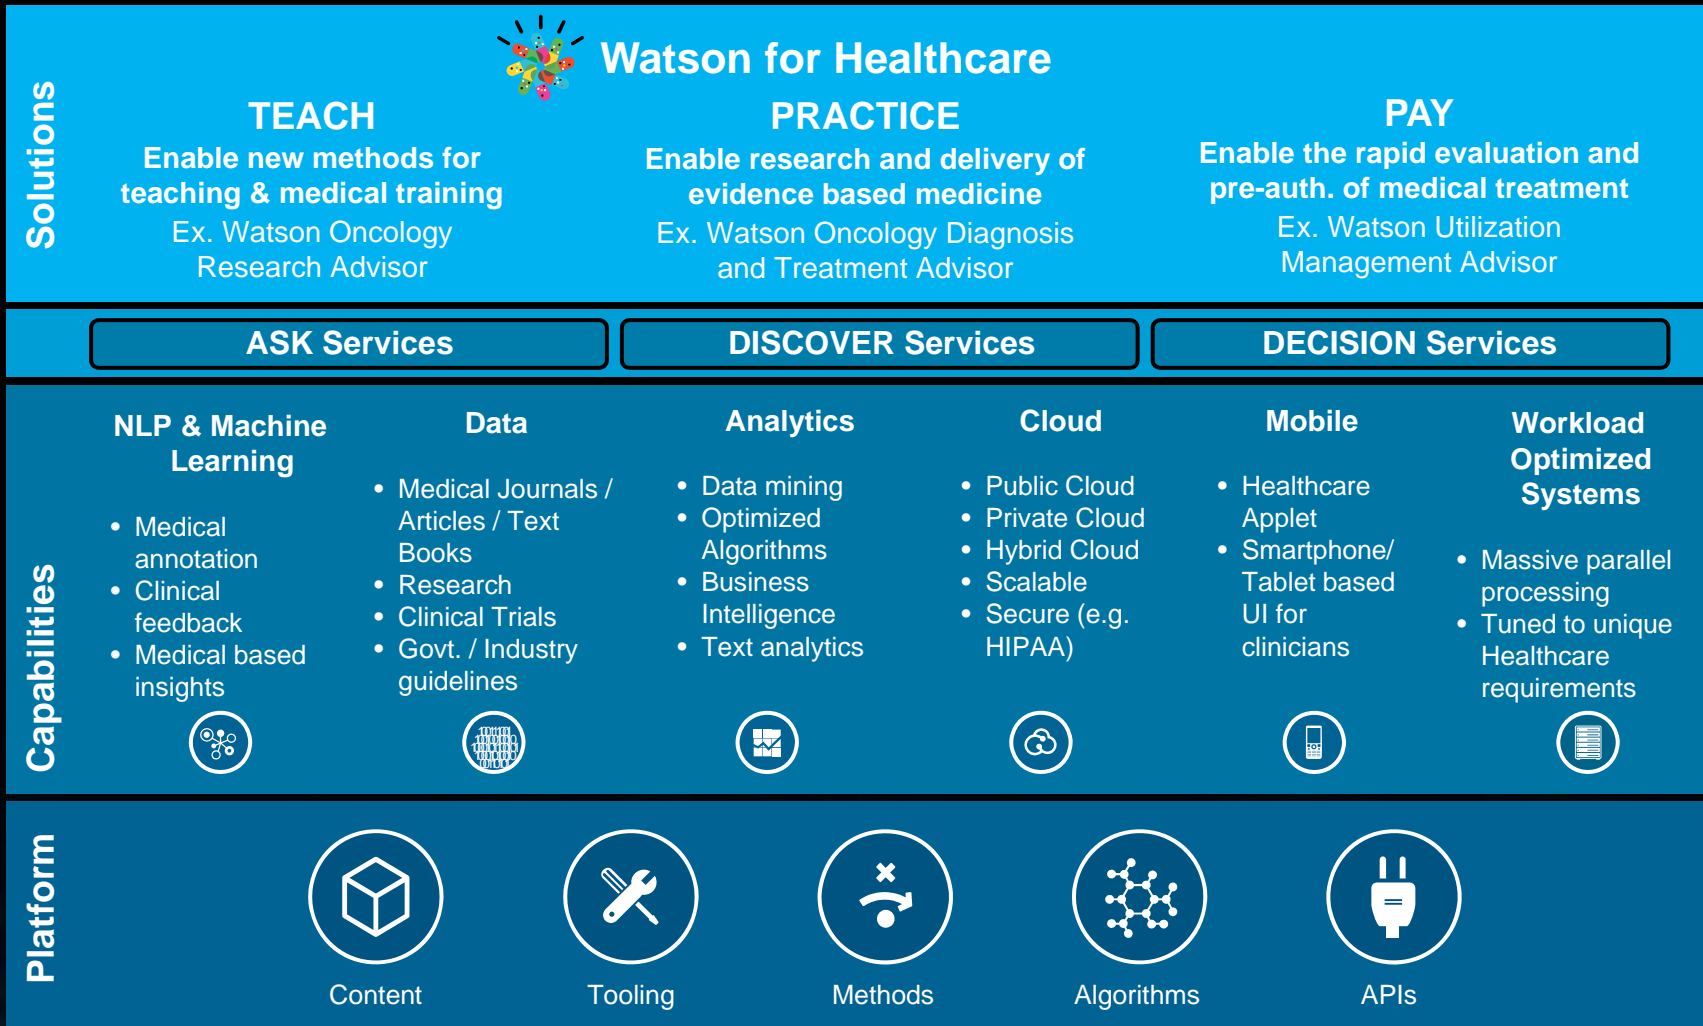 Watson for Healthcare
Solutions
TEACH
Enable new methods for
teaching & medical training
Ex. Watson Oncology
Research Advisor
PRACTICE
Enable research and delivery of
evidence based medicine
Ex. Watson Oncology Diagnosis
and Treatment Advisor
PAY
Enable the rapid evaluation and
pre-auth. of medical treatment
Ex. Watson Utilization
Management Advisor
ASK Services
DISCOVER Services
DECISION Services
Capabilities
NLP & Machine
Learning
• Medical
annotation
• Clinical
feedback
• Medical based
insights
Data
• Medical Journals /
Articles / Text
Books
• Research
• Clinical Trials
• Govt. / Industry
guidelines
Analytics
• Data mining
• Optimized
Algorithms
• Business
Intelligence
• Text analytics
Cloud
• Public Cloud
• Private Cloud
• Hybrid Cloud
• Scalable
• Secure (e.g.
HIPAA)
Mobile
• Healthcare
Applet
• Smartphone/
Tablet based
UI for
clinicians
Workload
Optimized
Systems
• Massive parallel
processing
• Tuned to unique
Healthcare
requirements
Platform
Content
Tooling
Methods
Algorithms
APIs